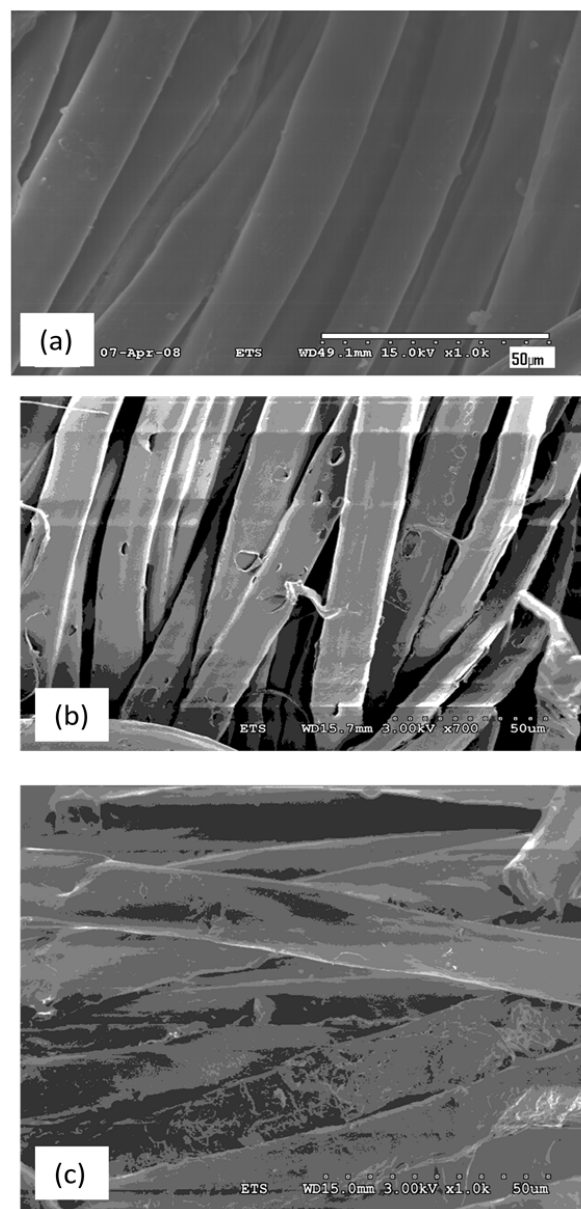 (a)
07-Apr-08 ETS WD49.1mm 15.0kV x1.0k 50µm
(b)
ETS WD15.7mm 3.00kV x700 50um
(c)
ETS WD15.0mm 3.00kV x1.0k 50um